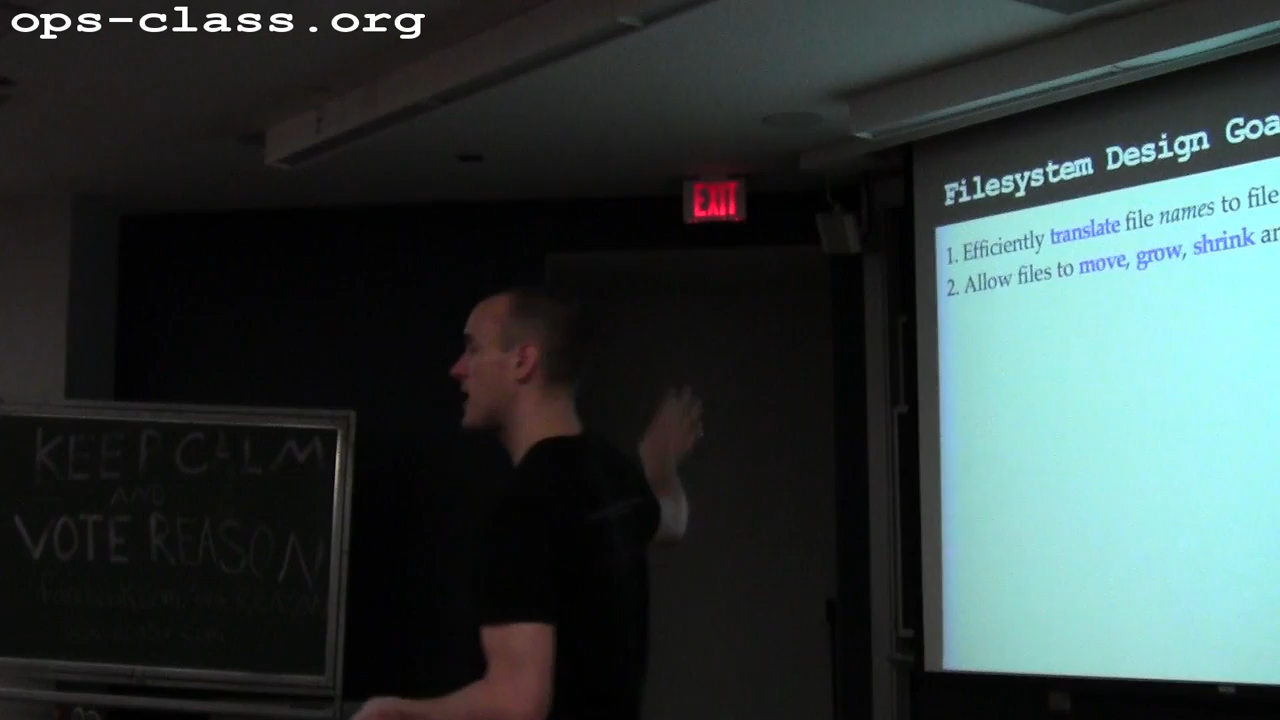 ops-class.org
EXIT
Filesystem Design Goa
1. Efficiently translate file names to file
2. Allow files to move, grow, shrink an
KEEP CALM
AND
VOTE REASON